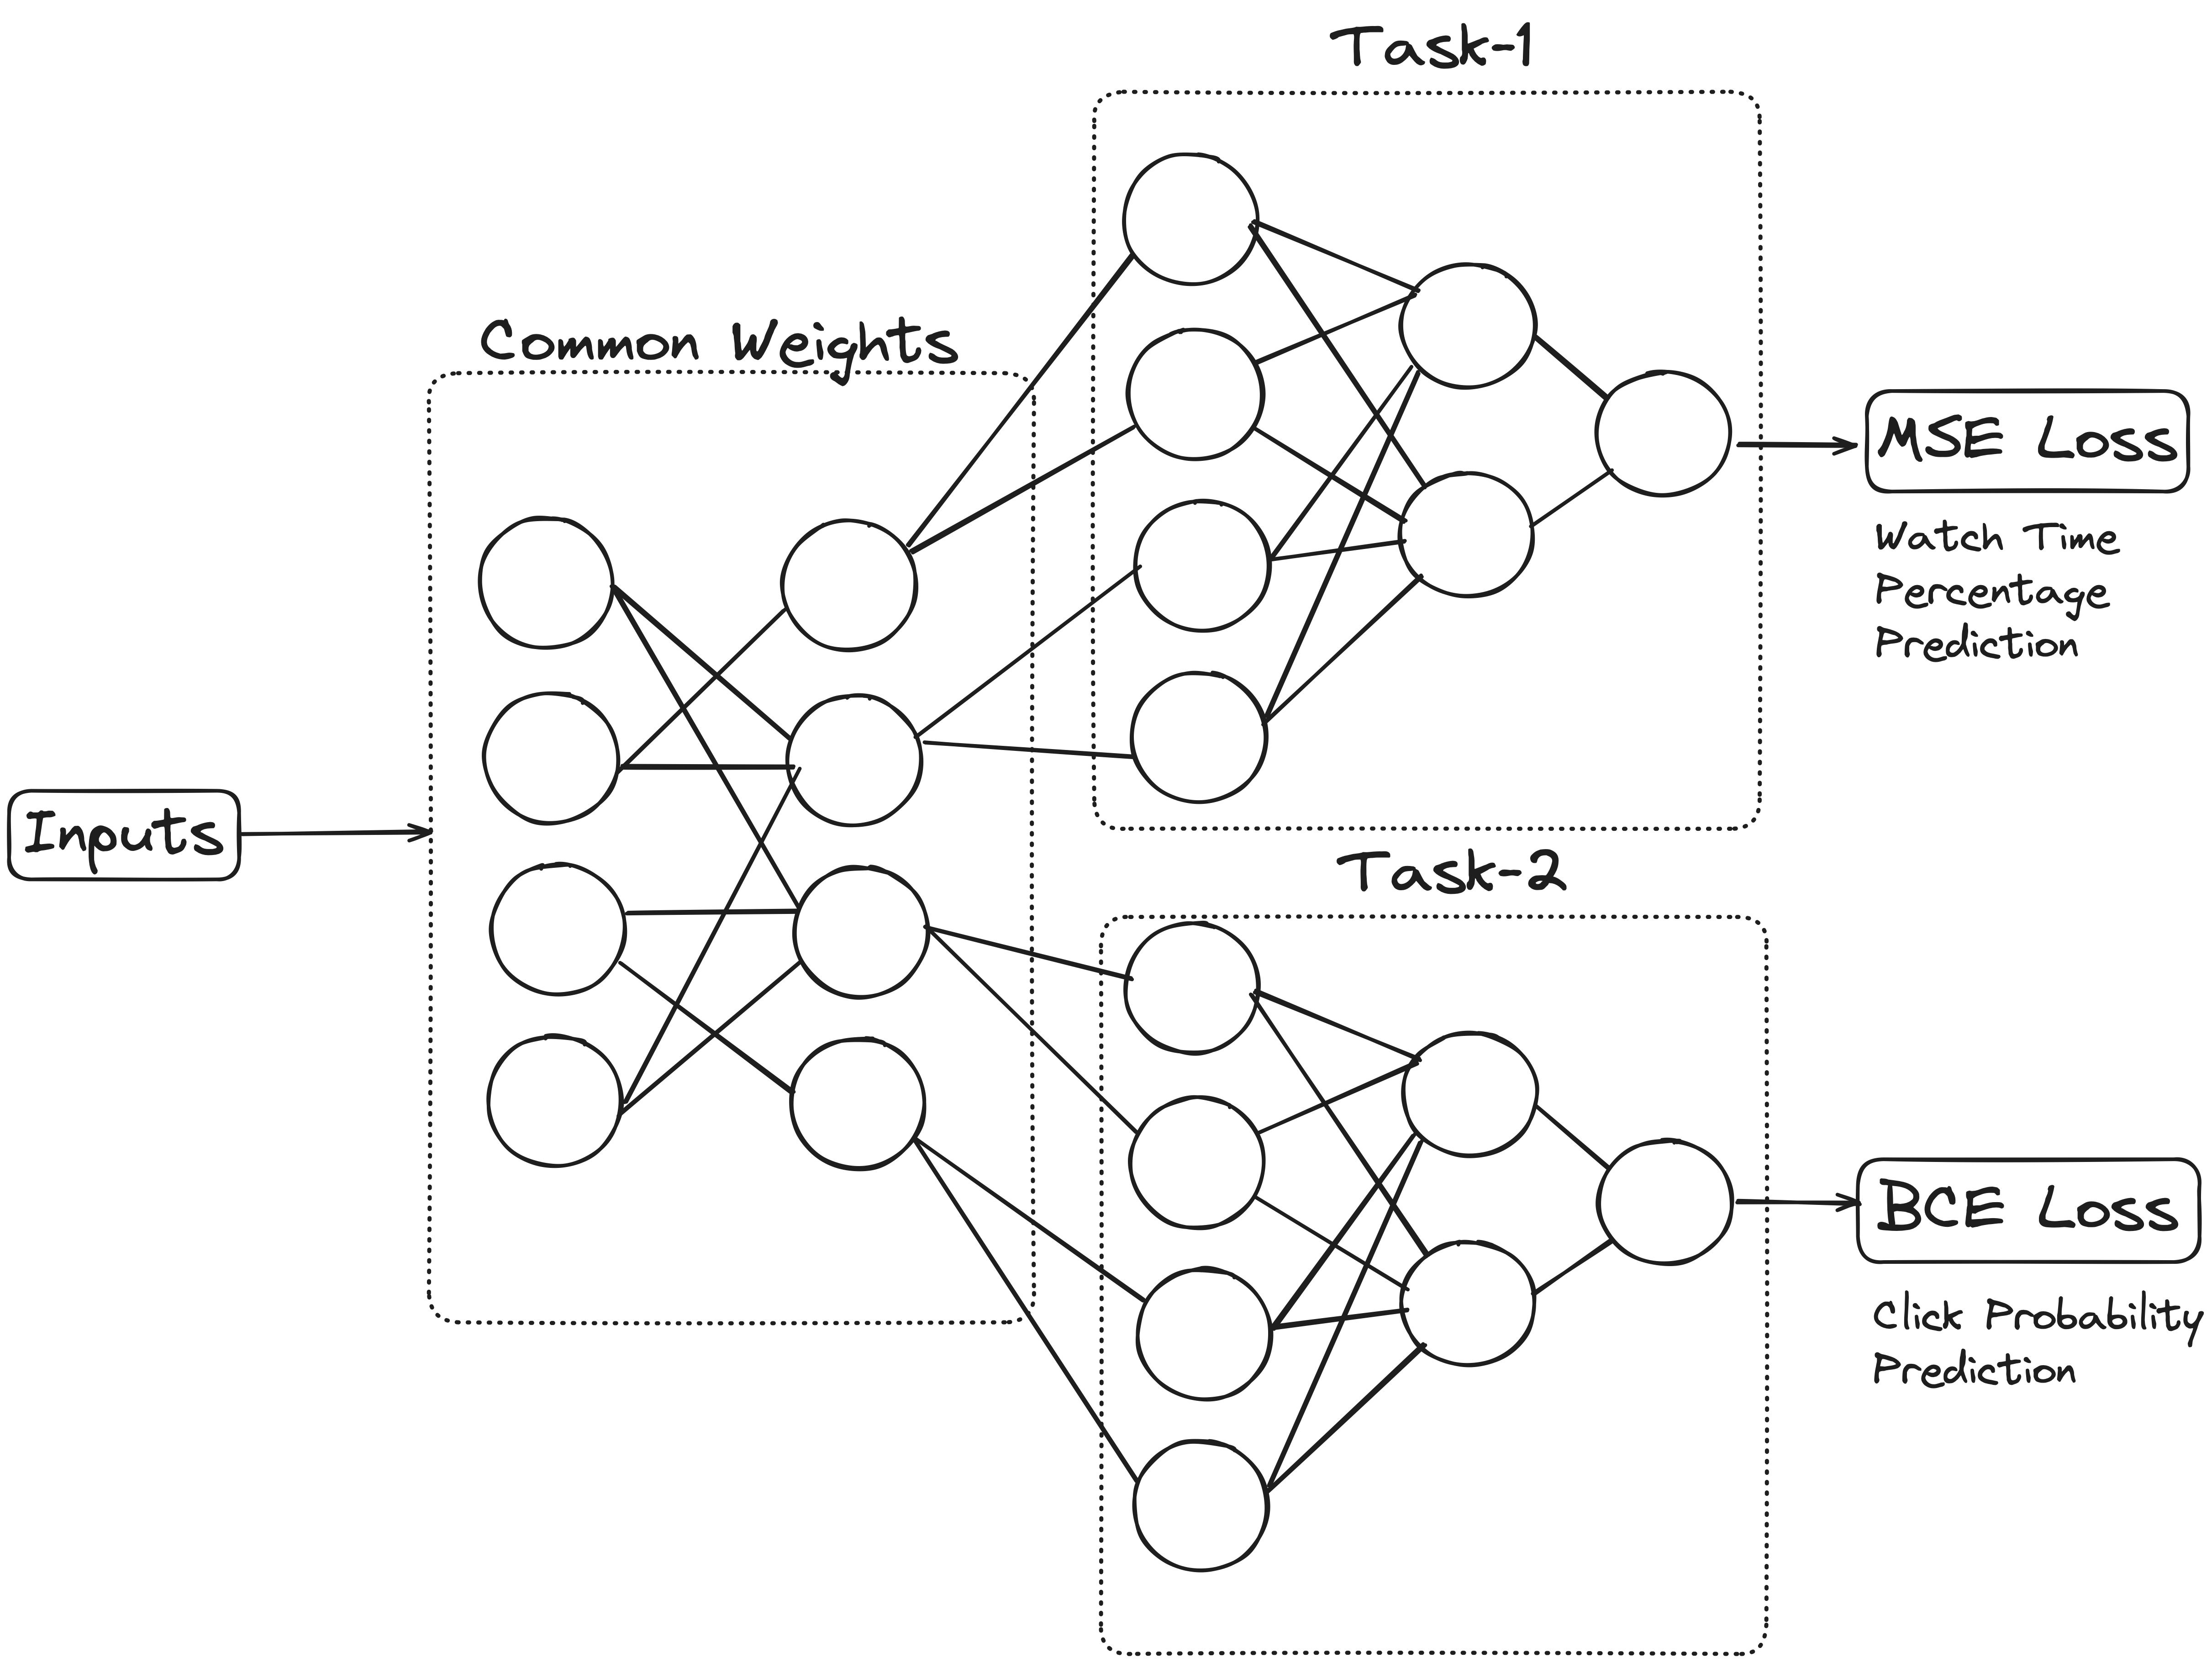 Task-1
Common Weights
MSE Loss
Watch Time
Percentage
Prediction
Inputs
Task-2
BCE Loss
Click Probability
Prediction